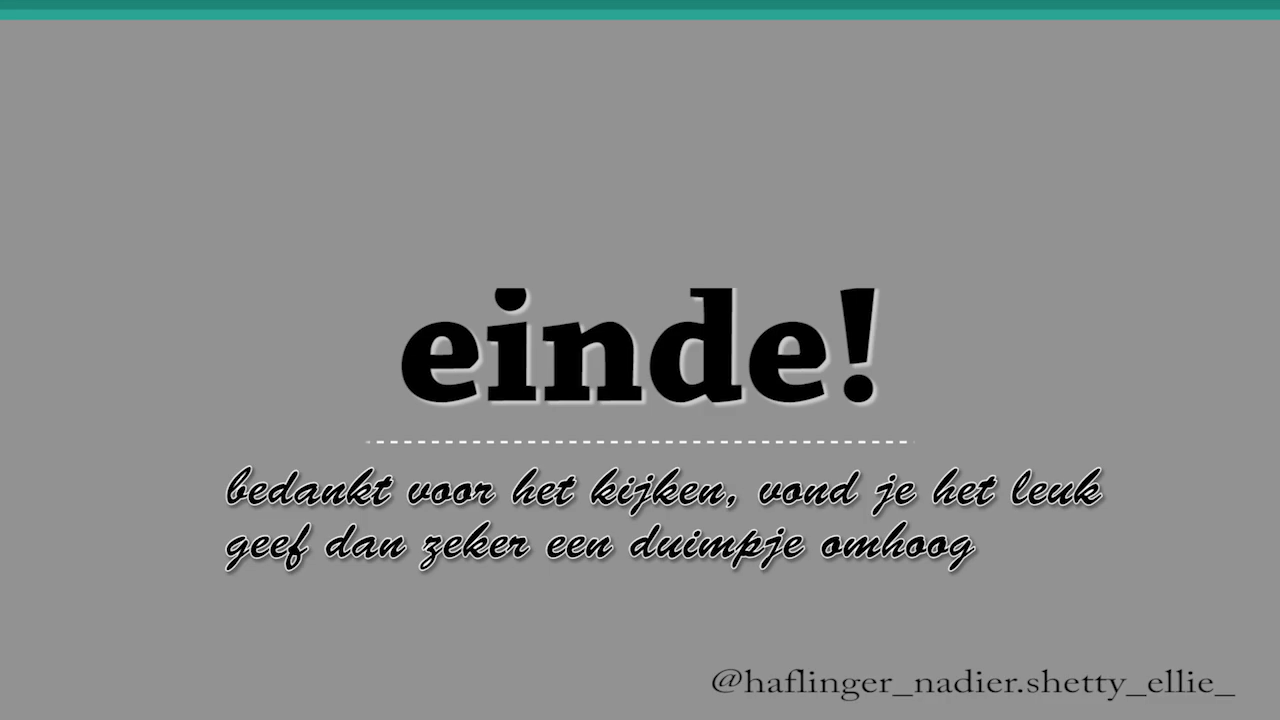 einde!
bedankt voor het kijken, vond je het leuk
geef dan zeker een duimpje omhoog
@haflinger_nadier.shetty_ellie_